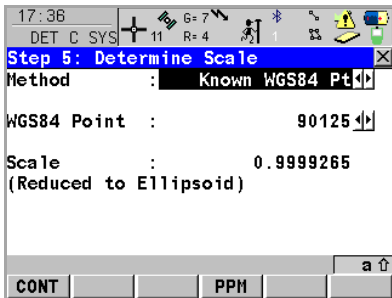 17:36
DET C SYS 11 G= 7 R= 4 1
Step 5: Determine Scale
Method : Known WGS84 Pt
WGS84 Point : 90125
Scale : 0.9999265
(Reduced to Ellipsoid)
a
CONT PPM